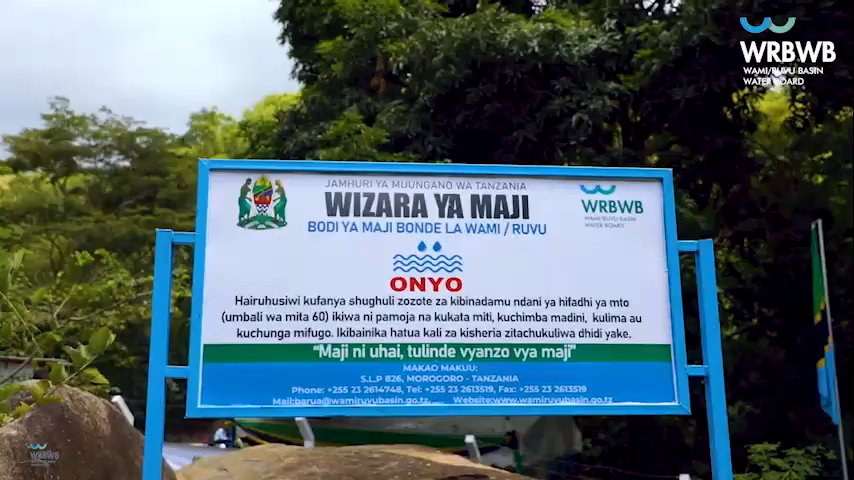 WRBWB
WAMI/RUVU BASIN
WATER BOARD
JAMHURI YA MUUNGANO WA TANZANIA
WIZARA YA MAJI
BODI YA MAJI BONDE LA WAMI / RUVU
WRBWB
WAMI/RUVU BASIN
WATER BOARD
ONYO
Hairuhusiwi kufanya shughuli zozote za kibinadamu ndani ya hifadhi ya mto
(umbali wa mita 60) ikiwa ni pamoja na kukata miti, kuchimba madini, kulima au
kuchunga mifugo. Ikibainika hatua kali za kisheria zitachukuliwa dhidi yake.
"Maji ni uhai, tulinde vyanzo vya maji"
MAKAO MAKUU:
S.L.P 826, MOROGORO - TANZANIA
Phone: +255 23 2614748, Tel: +255 23 2613519, Fax: +255 23 2613519
Mail:barua@wamiruvubasin.go.tz, Website:www.wamiruvubasin.go.tz
WRBWB